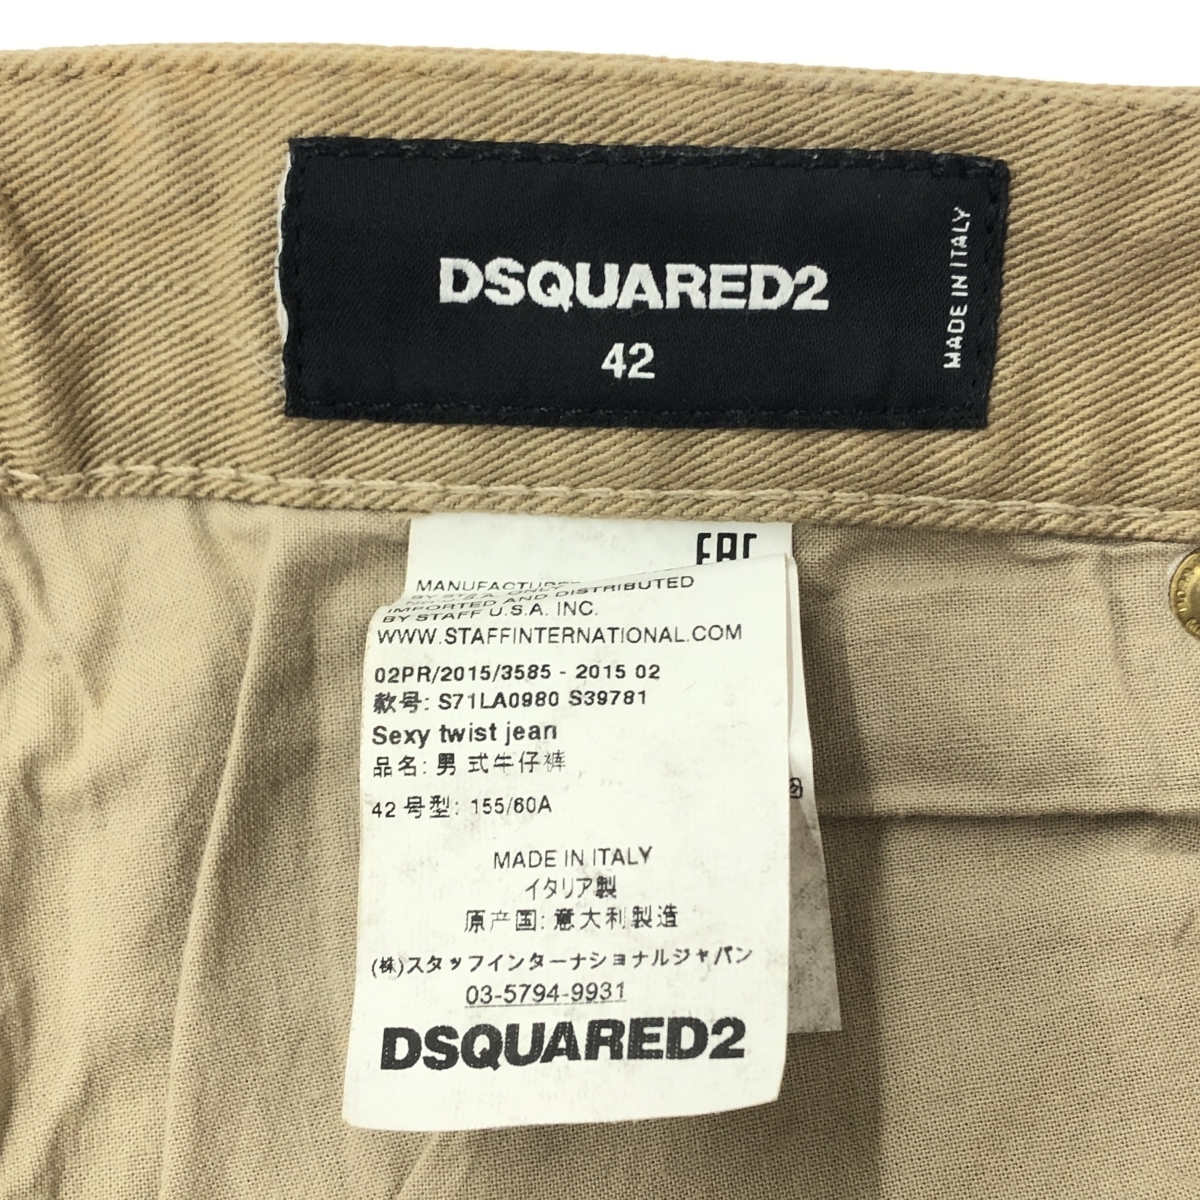 DSQUARED2
42
MADE IN ITALY
EAC
BY STAFF U.S.A. INC.
IMPORTED AND DISTRIBUTED
WWW.STAFFINTERNATIONAL.COM
02PR/2015/3585 - 2015 02
款号: S71LA0980 S39781
Sexy twist jean
品名: 男式牛仔裤
42 号型: 155/60A
MADE IN ITALY
イタリア製
原产国: 意大利製造
(株)スタッフインターナショナルジャパン
03-5794-9931
DSQUARED2